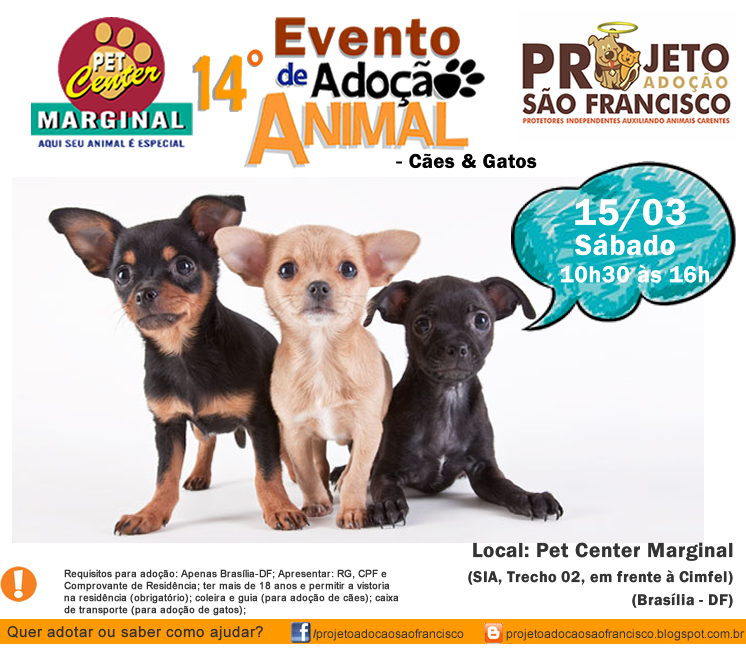 PET
Center
MARGINAL
AQUI SEU ANIMAL É ESPECIAL
14° Evento
de Adoção
ANIMAL
- Cães & Gatos
PROJETO
ADOÇÃO
SÃO FRANCISCO
PROTETORES INDEPENDENTES AUXILIANDO ANIMAIS CARENTES
15/03
Sábado
10h30 às 16h
Local: Pet Center Marginal
(SIA, Trecho 02, em frente à Cimfel)
(Brasília - DF)
! Requisitos para adoção: Apenas Brasília-DF; Apresentar: RG, CPF e
Comprovante de Residência; ter mais de 18 anos e permitir a vistoria
na residência (obrigatório); coleira e guia (para adoção de cães); caixa
de transporte (para adoção de gatos);
Quer adotar ou saber como ajudar? f /projetoadocaosaofrancisco projetoadocaosaofrancisco.blogspot.com.br